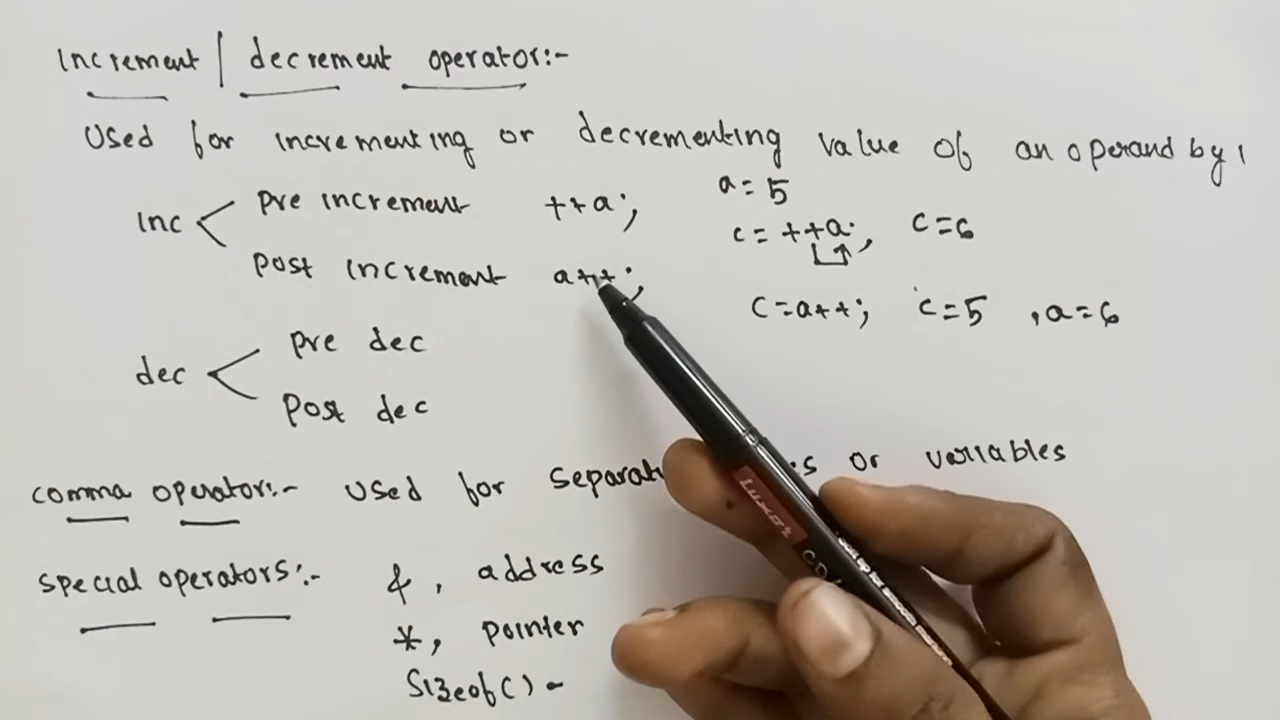 Increment | decrement operator:-
Used for incrementing or decrementing value of an operand by 1
Inc
Pre increment ++a;
Post increment a++;
a=5
c=++a; c=6
c=a++; c=5 ,a=6
dec
Pre dec
Post dec
comma operator:- Used for or variables
special operators:- & , address
*, pointer
Sizeof() -
Luxor